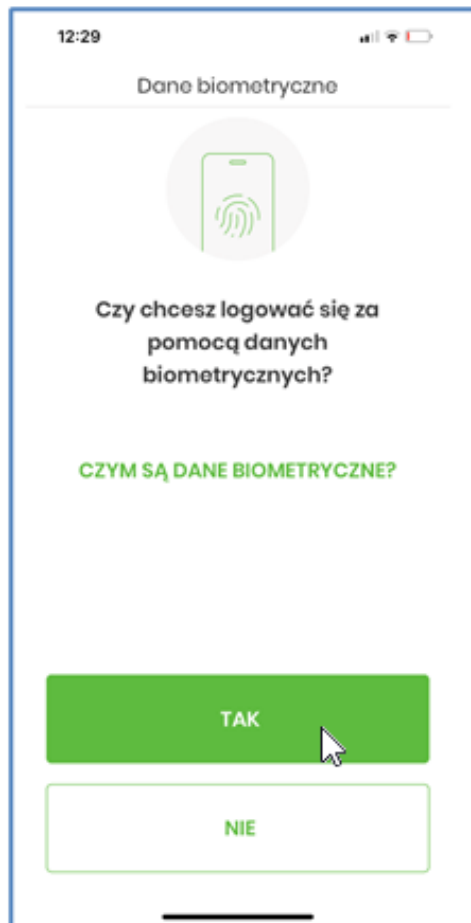 12:29
Dane biometryczne
Czy chcesz logować się za
pomocą danych
biometrycznych?
CZYM SĄ DANE BIOMETRYCZNE?
TAK
NIE